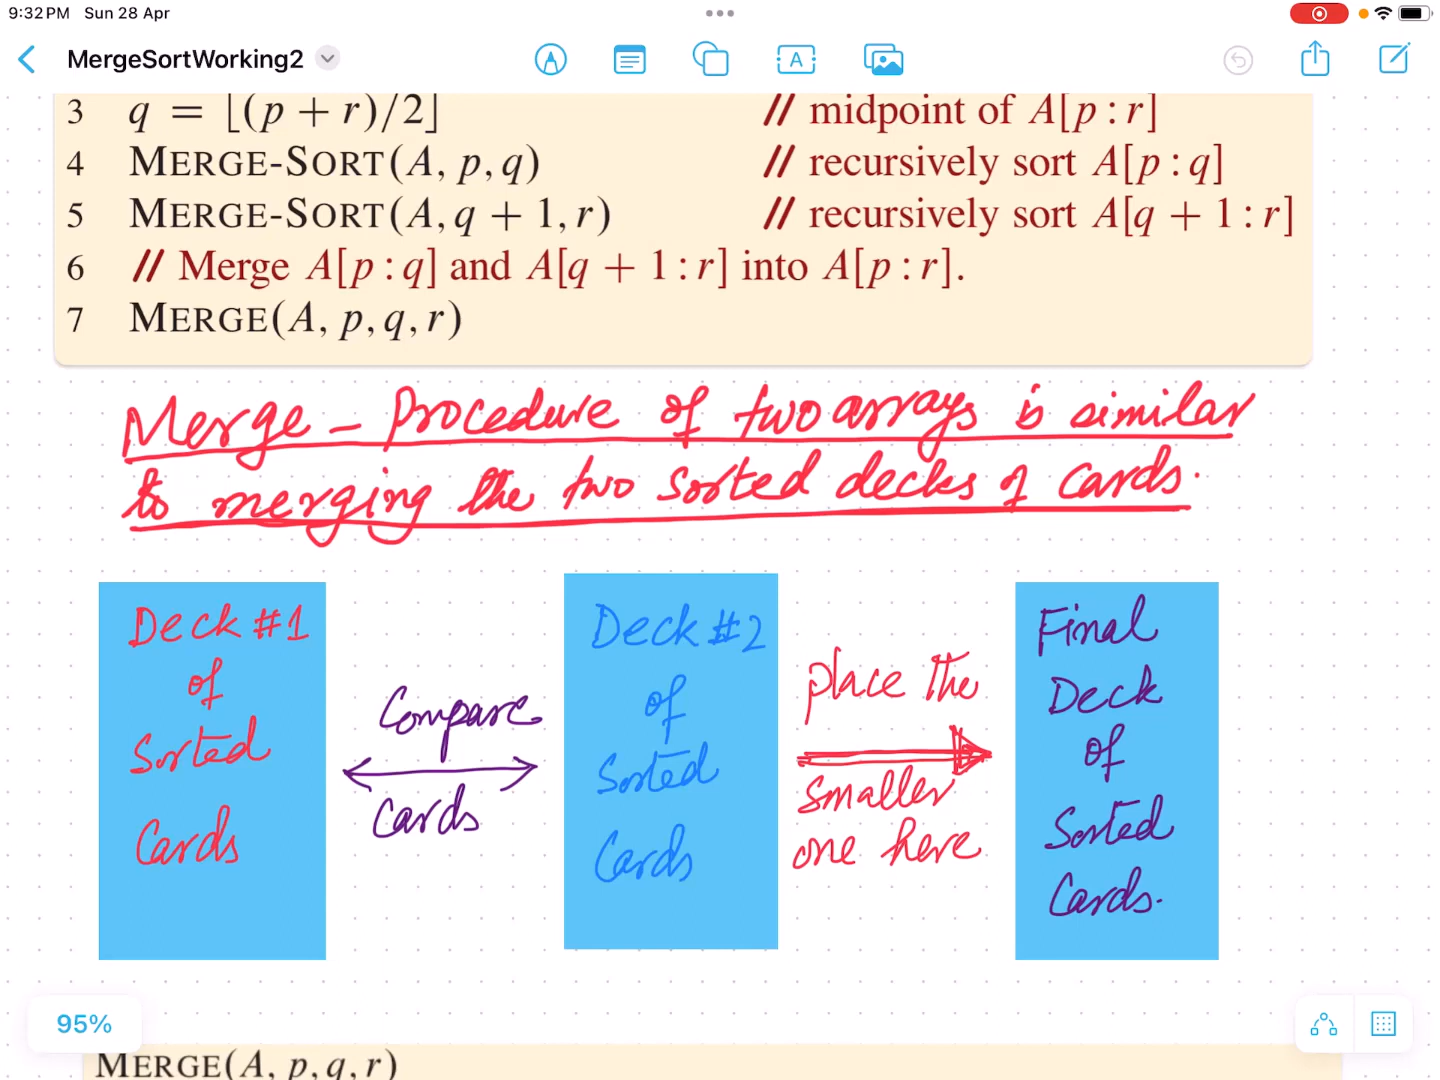 9:32 PM Sun 28 Apr
MergeSortWorking2
A
3 q = ⌊(p + r)/2⌋ // midpoint of A[p : r]
4 MERGE-SORT(A, p, q) // recursively sort A[p : q]
5 MERGE-SORT(A, q + 1, r) // recursively sort A[q + 1 : r]
6 // Merge A[p : q] and A[q + 1 : r] into A[p : r].
7 MERGE(A, p, q, r)
Merge - Procedure of two arrays is similar
to merging the two sorted decks of cards.
Deck #1
of
Sorted
Cards
Compare
Cards
Deck #2
of
Sorted
Cards
place the
smaller
one here
Final
Deck
of
Sorted
Cards.
95%
MERGE(A, p, q, r)